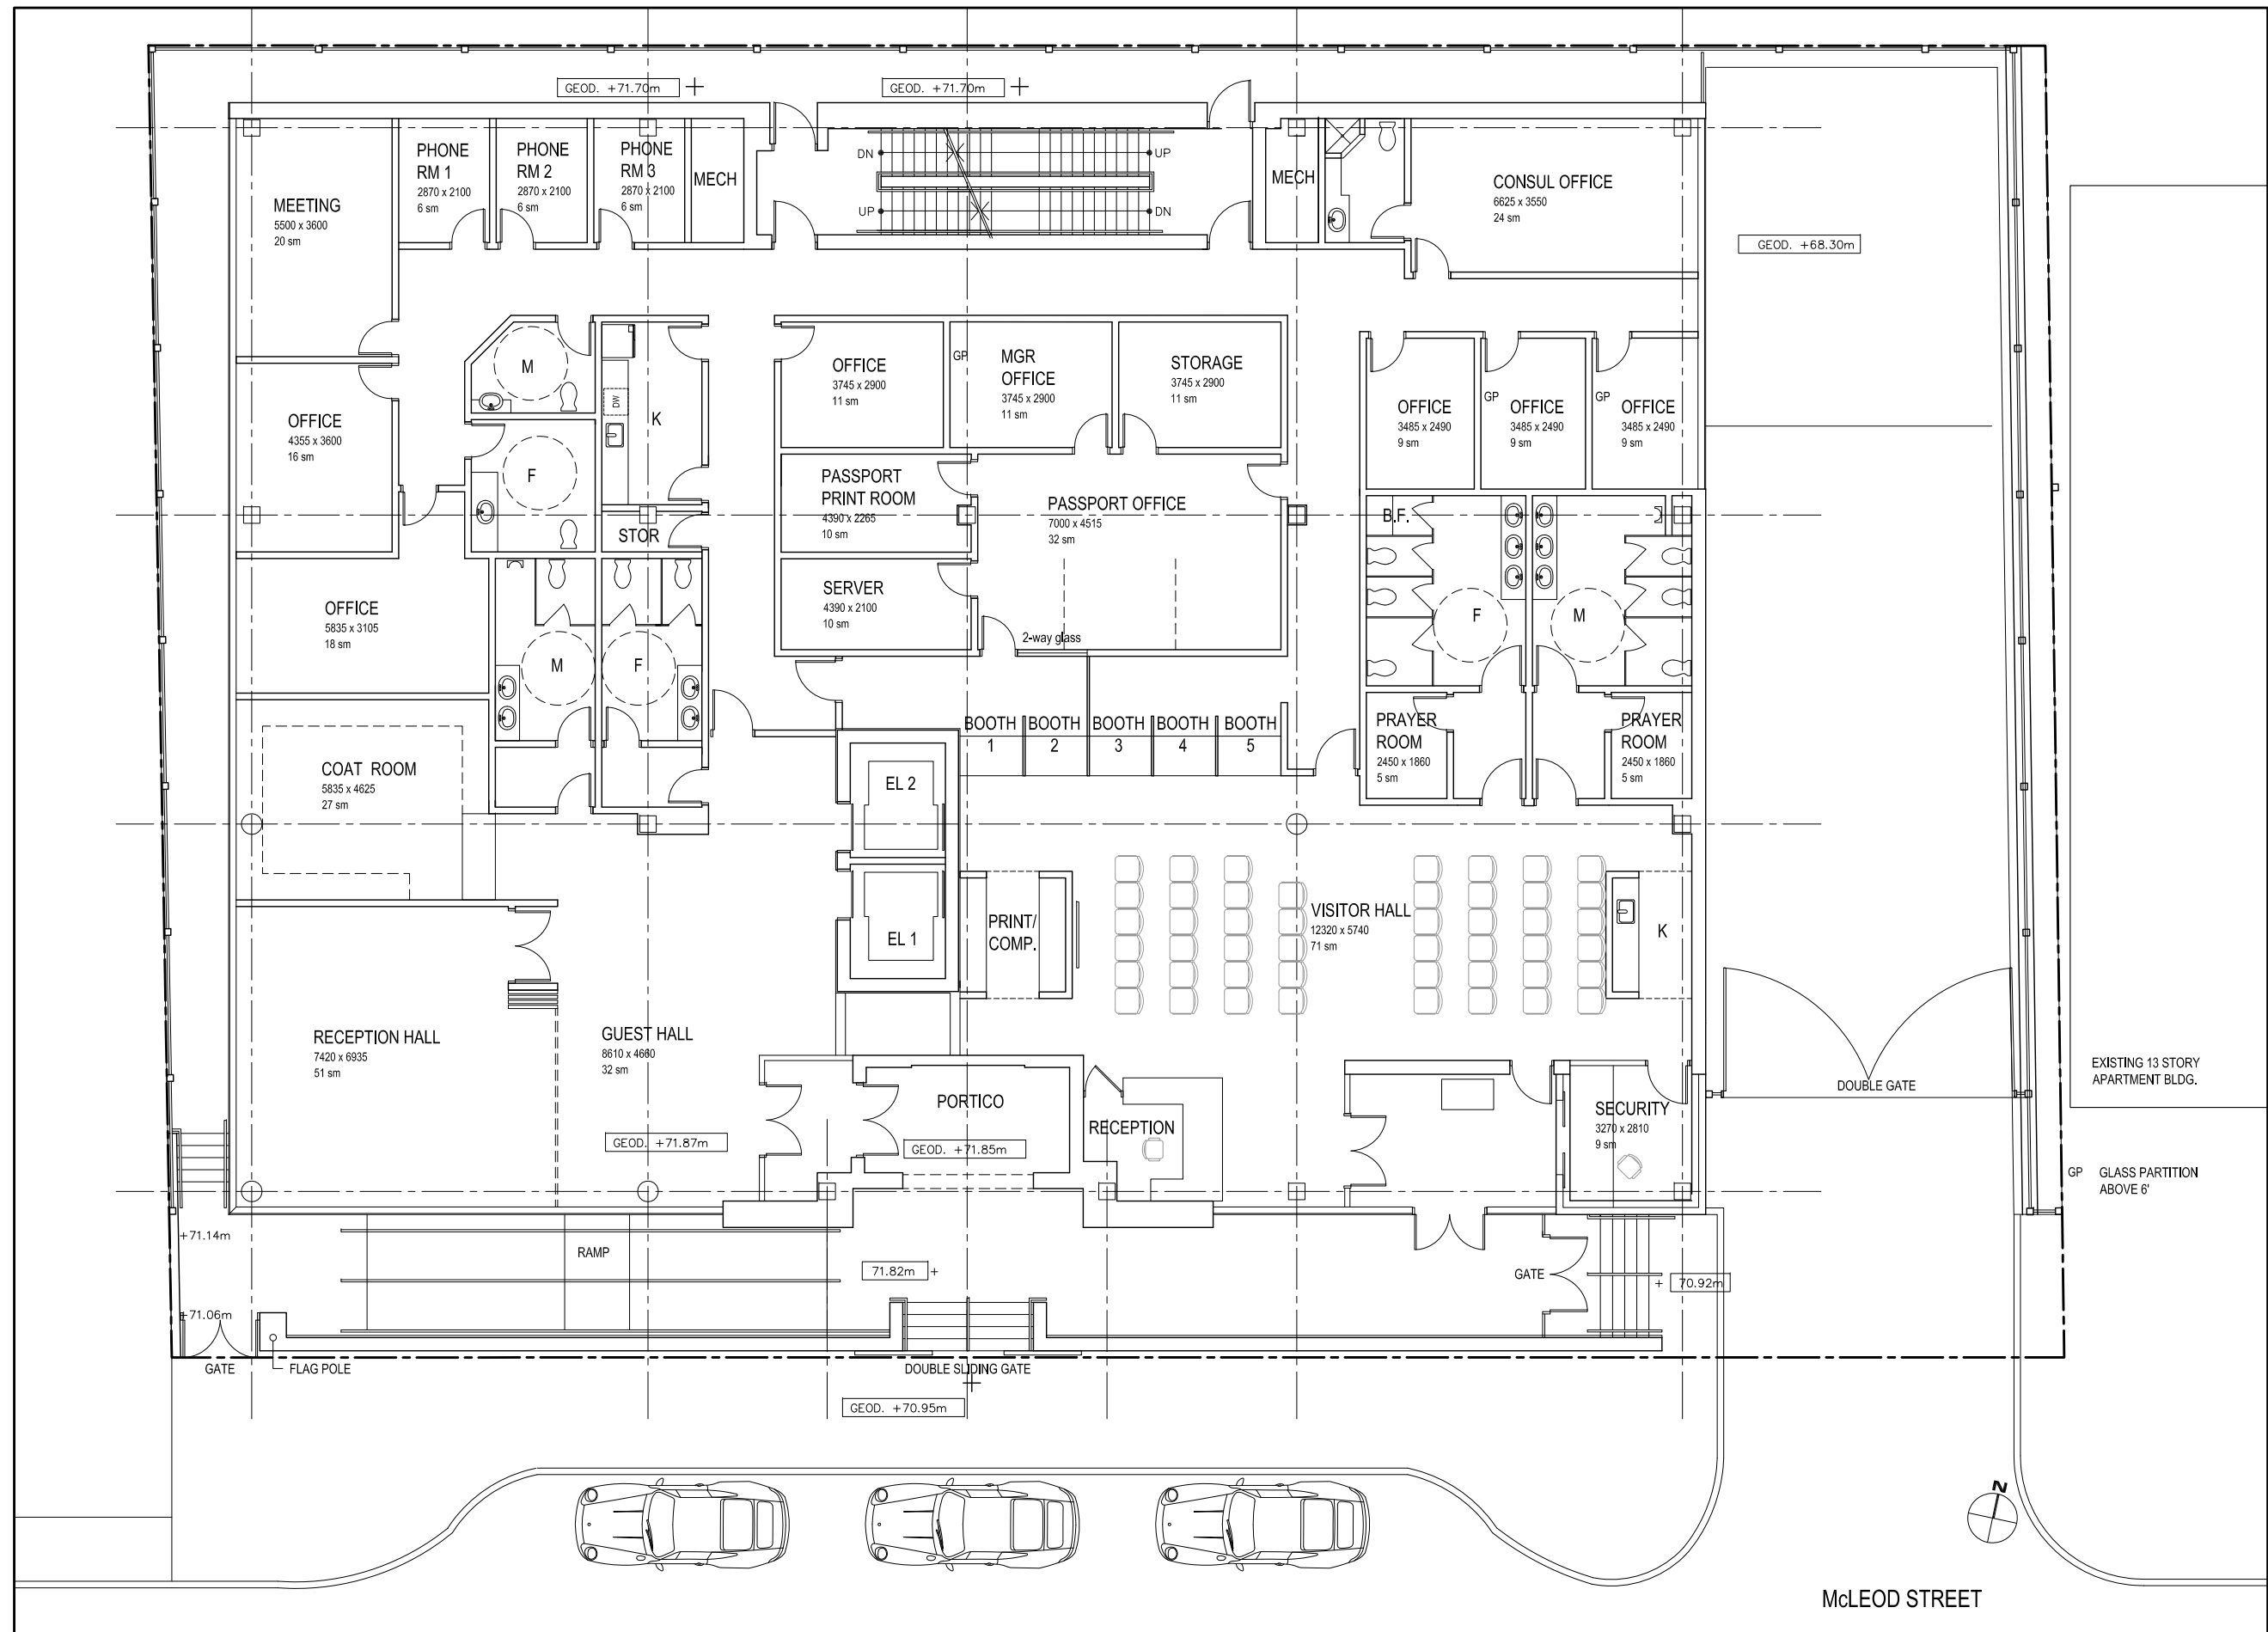 GEOD. +71.70m
GEOD. +71.70m
PHONE
RM 1
2870 x 2100
6 sm
PHONE
RM 2
2870 x 2100
6 sm
PHONE
RM 3
2870 x 2100
6 sm
MECH
DN
UP
UP
DN
MECH
CONSUL OFFICE
6625 x 3550
24 sm
MEETING
5500 x 3600
20 sm
GEOD. +68.30m
M
DW
K
OFFICE
3745 x 2900
11 sm
GP
MGR
OFFICE
3745 x 2900
11 sm
STORAGE
3745 x 2900
11 sm
OFFICE
3485 x 2490
9 sm
GP
OFFICE
3485 x 2490
9 sm
GP
OFFICE
3485 x 2490
9 sm
OFFICE
4355 x 3600
16 sm
F
STOR
PASSPORT
PRINT ROOM
4390 x 2265
10 sm
PASSPORT OFFICE
7000 x 4515
32 sm
B.F.
SERVER
4390 x 2100
10 sm
2-way glass
OFFICE
5835 x 3105
18 sm
M
F
F
M
BOOTH
1
BOOTH
2
BOOTH
3
BOOTH
4
BOOTH
5
PRAYER
ROOM
2450 x 1860
5 sm
PRAYER
ROOM
2450 x 1860
5 sm
COAT ROOM
5835 x 4625
27 sm
EL 2
EL 1
PRINT/
COMP.
VISITOR HALL
12320 x 5740
71 sm
K
RECEPTION HALL
7420 x 6935
51 sm
GUEST HALL
8610 x 4660
32 sm
GEOD. +71.87m
PORTICO
GEOD. +71.85m
RECEPTION
SECURITY
3270 x 2810
9 sm
DOUBLE GATE
EXISTING 13 STORY
APARTMENT BLDG.
GP GLASS PARTITION
ABOVE 6'
+71.14m
RAMP
71.82m
GATE
70.92m
+71.06m
GATE
FLAG POLE
DOUBLE SLIDING GATE
GEOD. +70.95m
N
McLEOD STREET